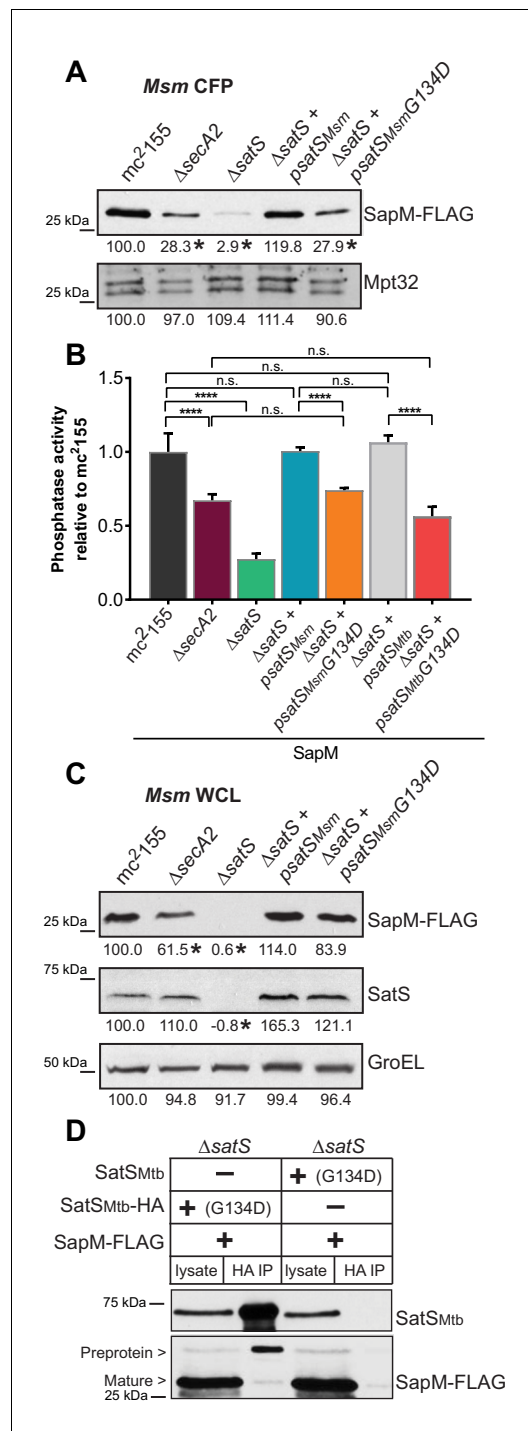 A
Msm CFP
mc²155
ΔsecA2
ΔsatS
ΔsatS +
psatSMsm
ΔsatS +
psatSMsmG134D
25 kDa
SapM-FLAG
100.0 28.3* 2.9* 119.8 27.9*
25 kDa
Mpt32
100.0 97.0 109.4 111.4 90.6
B
n.s.
n.s.
n.s. n.s.
**** ****
**** n.s. ****
Phosphatase activity
relative to mc²155
1.5
1.0
0.5
0.0
mc²155
ΔsecA2
ΔsatS
ΔsatS +
psatSMsm
ΔsatS +
psatSMsmG134D
ΔsatS +
psatSMtb
ΔsatS +
psatSMtbG134D
SapM
C
Msm WCL
mc²155
ΔsecA2
ΔsatS
ΔsatS +
psatSMsm
ΔsatS +
psatSMsmG134D
25 kDa
SapM-FLAG
100.0 61.5* 0.6* 114.0 83.9
75 kDa
SatS
100.0 110.0 -0.8* 165.3 121.1
50 kDa
GroEL
100.0 94.8 91.7 99.4 96.4
D
ΔsatS ΔsatS
SatSMtb − + (G134D)
SatSMtb-HA + (G134D) −
SapM-FLAG + +
lysate HA IP lysate HA IP
75 kDa
SatSMtb
Preprotein >
Mature >
25 kDa
SapM-FLAG